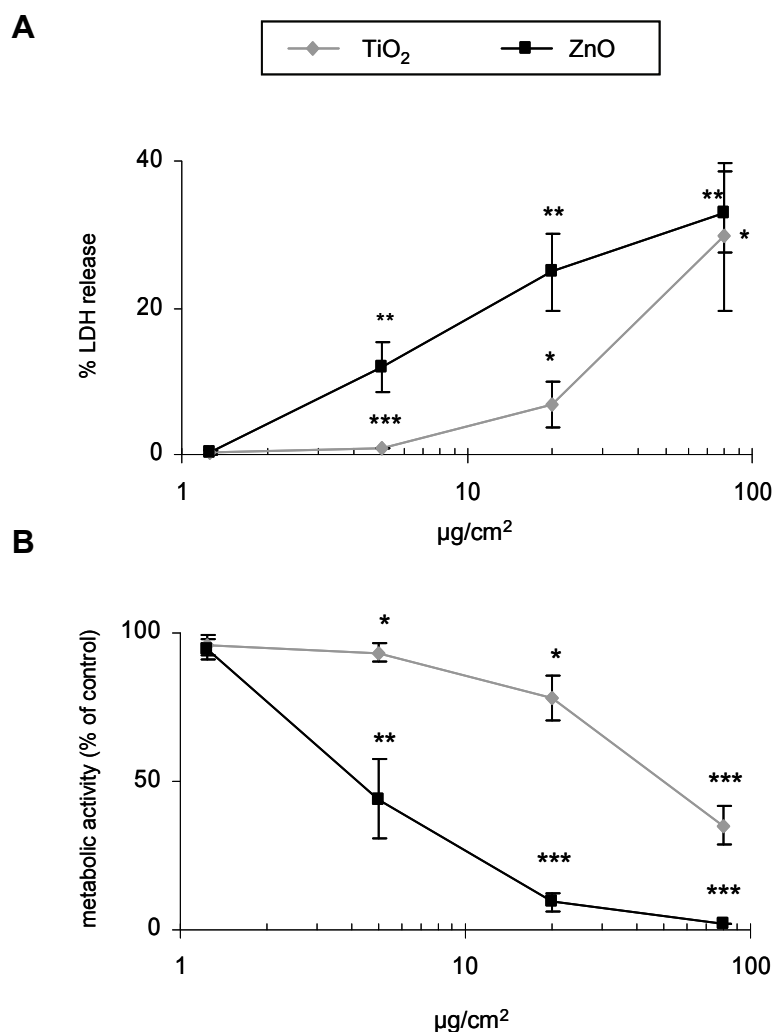 A
TiO₂ ZnO
40
**
**
*
% LDH release
20
**
*
***
0
1 10 100
µg/cm²
B
100
*
*
metabolic activity (% of control)
**
50
***
***
***
0
1 10 100
µg/cm²